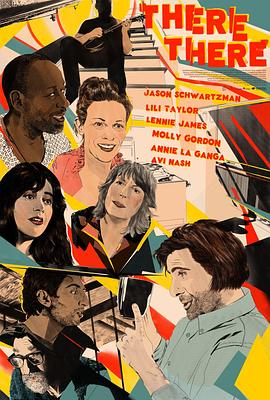 THERE
THERE
JASON SCHWARTZMAN
LILI TAYLOR
LENNIE JAMES
MOLLY GORDON
ANNIE LA GANGA
AVI NASH